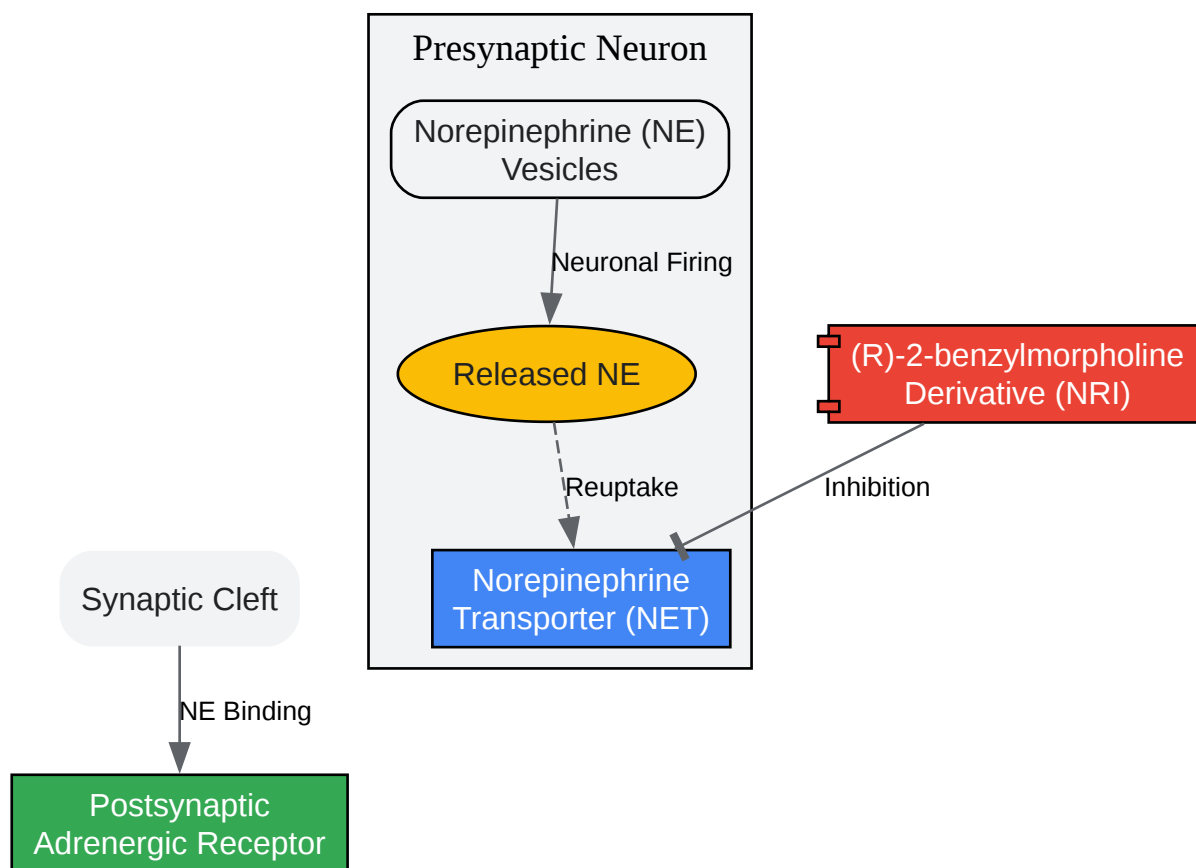 Presynaptic Neuron
Norepinephrine (NE)
Vesicles
Neuronal Firing
Released NE
(R)-2-benzylmorpholine
Derivative (NRI)
Reuptake
Inhibition
Norepinephrine
Transporter (NET)
Synaptic Cleft
NE Binding
Postsynaptic
Adrenergic Receptor